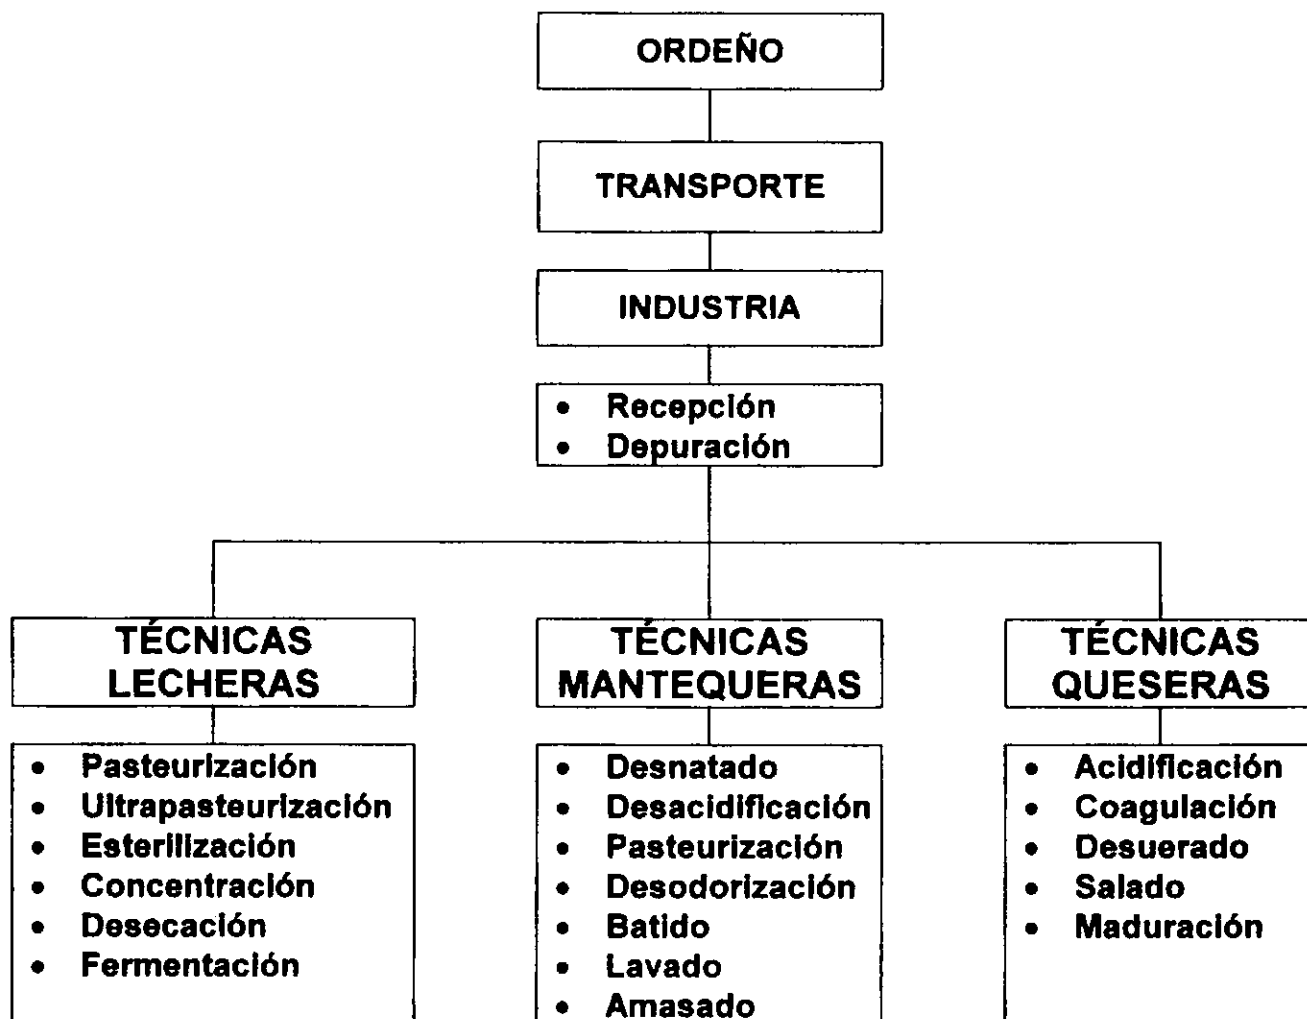 ORDEÑO
TRANSPORTE
INDUSTRIA
• Recepción
• Depuración
TÉCNICAS
LECHERAS
• Pasteurización
• Ultrapasteurización
• Esterilización
• Concentración
• Desecación
• Fermentación
TÉCNICAS
MANTEQUERAS
• Desnatado
• Desacidificación
• Pasteurización
• Desodorización
• Batido
• Lavado
• Amasado
TÉCNICAS
QUESERAS
• Acidificación
• Coagulación
• Desuerado
• Salado
• Maduración